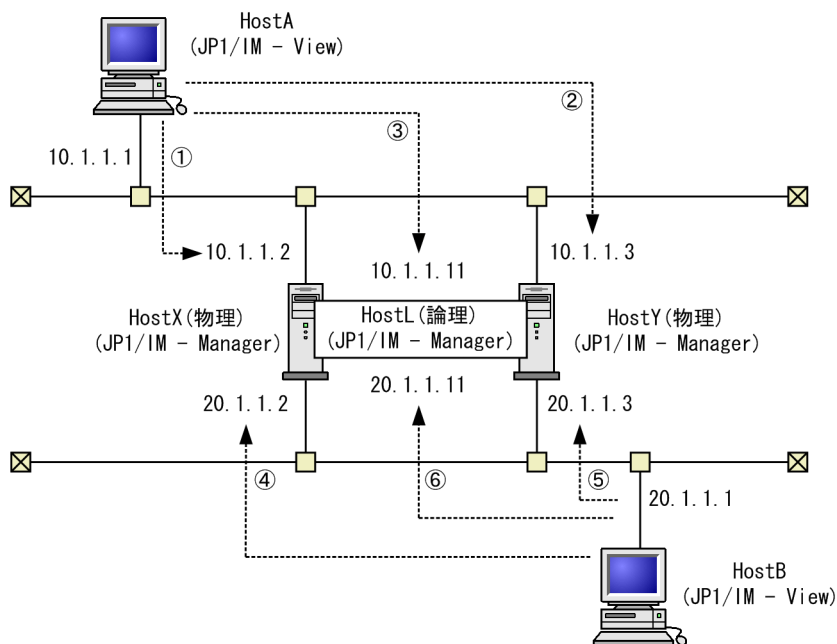 HostA
(JP1/IM - View)
②
③
10.1.1.1
①
10.1.1.2
10.1.1.11
10.1.1.3
HostX(物理)
(JP1/IM - Manager)
HostL(論理)
(JP1/IM - Manager)
HostY(物理)
(JP1/IM - Manager)
20.1.1.2
20.1.1.11
20.1.1.3
④
⑥
⑤
20.1.1.1
HostB
(JP1/IM - View)